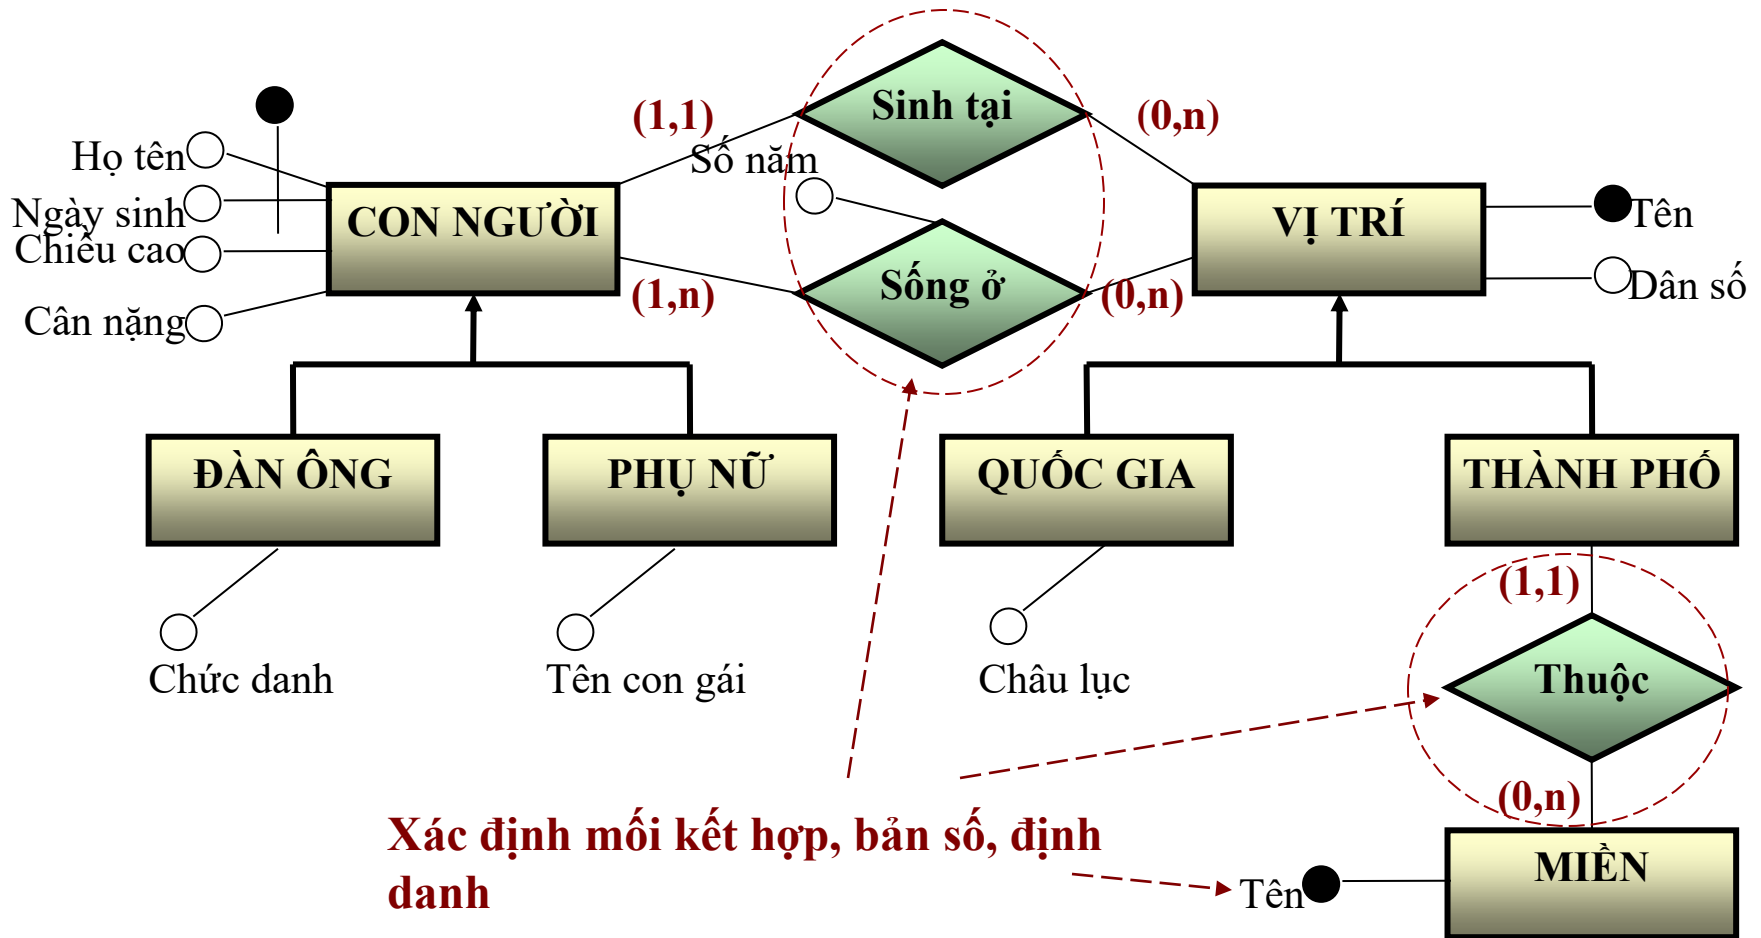 Sinh tại
(1,1)
(0,n)
Họ tên
Số năm
Ngày sinh
CON NGƯỜI
VỊ TRÍ
Tên
Chiều cao
Sống ở
(1,n)
(0,n)
Dân số
Cân nặng
ĐÀN ÔNG
PHỤ NỮ
QUỐC GIA
THÀNH PHỐ
(1,1)
Chức danh
Tên con gái
Châu lục
Thuộc
(0,n)
Xác định mối kết hợp, bản số, định
danh
MIỀN
Tên